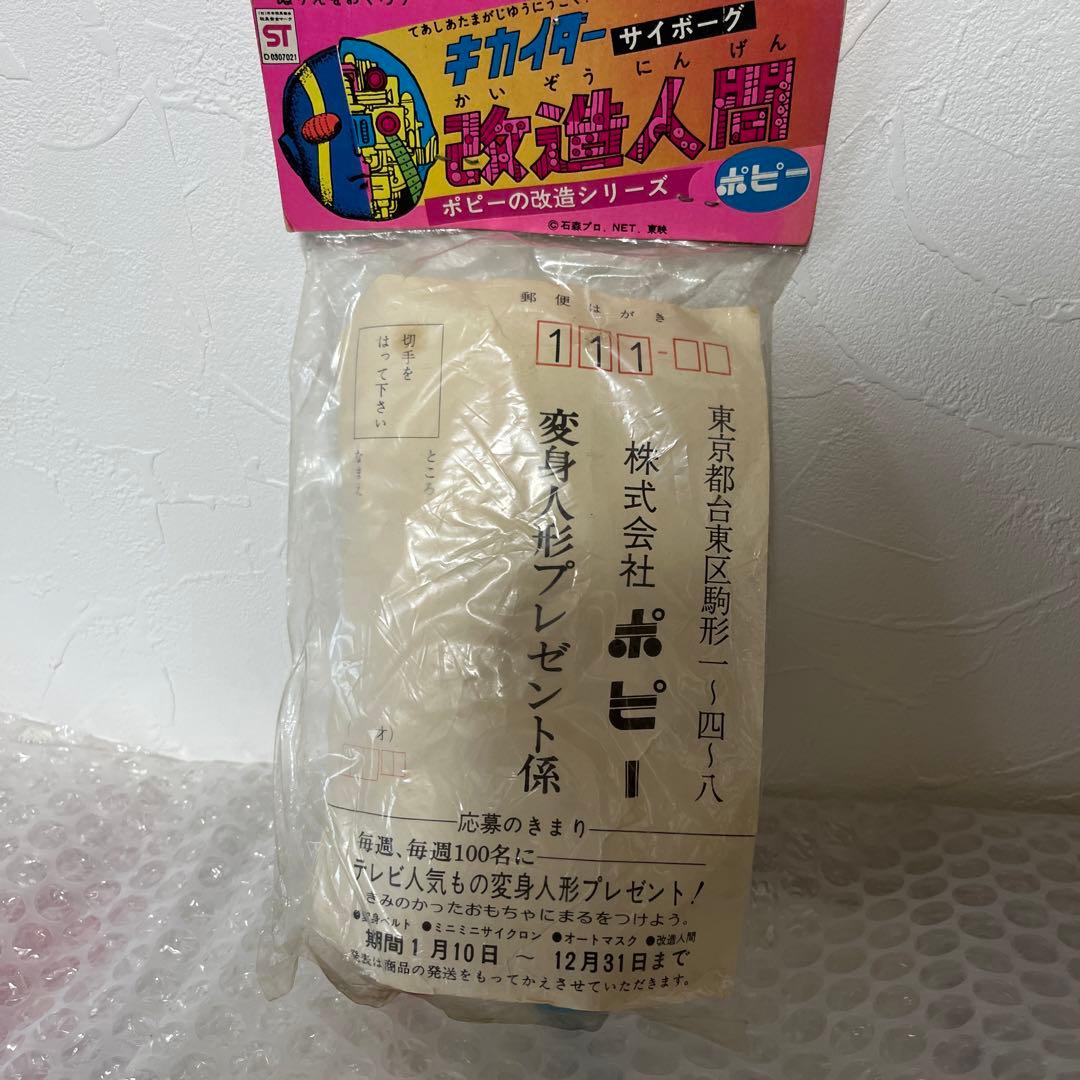 ST
D 0307021
てあしあたまがじゆうにうごく!
キカイダー サイボーグ
かいぞうにんげん
改造人間
ポピーの改造シリーズ
ポピー
©石森プロ、NET、東映
郵便はがき
111-
切手を
はって下さい
東京都台東区駒形一〜四〜八
株式会社ポピー
変身人形プレゼント係
ところ
なまえ
才)
応募のきまり
毎週、毎週100名に
テレビ人気もの変身人形プレゼント!
きみのかったおもちゃにまるをつけよう。
●変身ベルト ●ミニミニサイクロン ●オートマスク ●改造人間
期間1月10日 〜 12月31日まで
発表は商品の発送をもってかえさせていただきます。